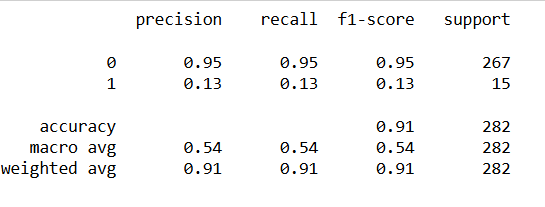 precision recall f1-score support
0 0.95 0.95 0.95 267
1 0.13 0.13 0.13 15
accuracy 0.91 282
macro avg 0.54 0.54 0.54 282
weighted avg 0.91 0.91 0.91 282